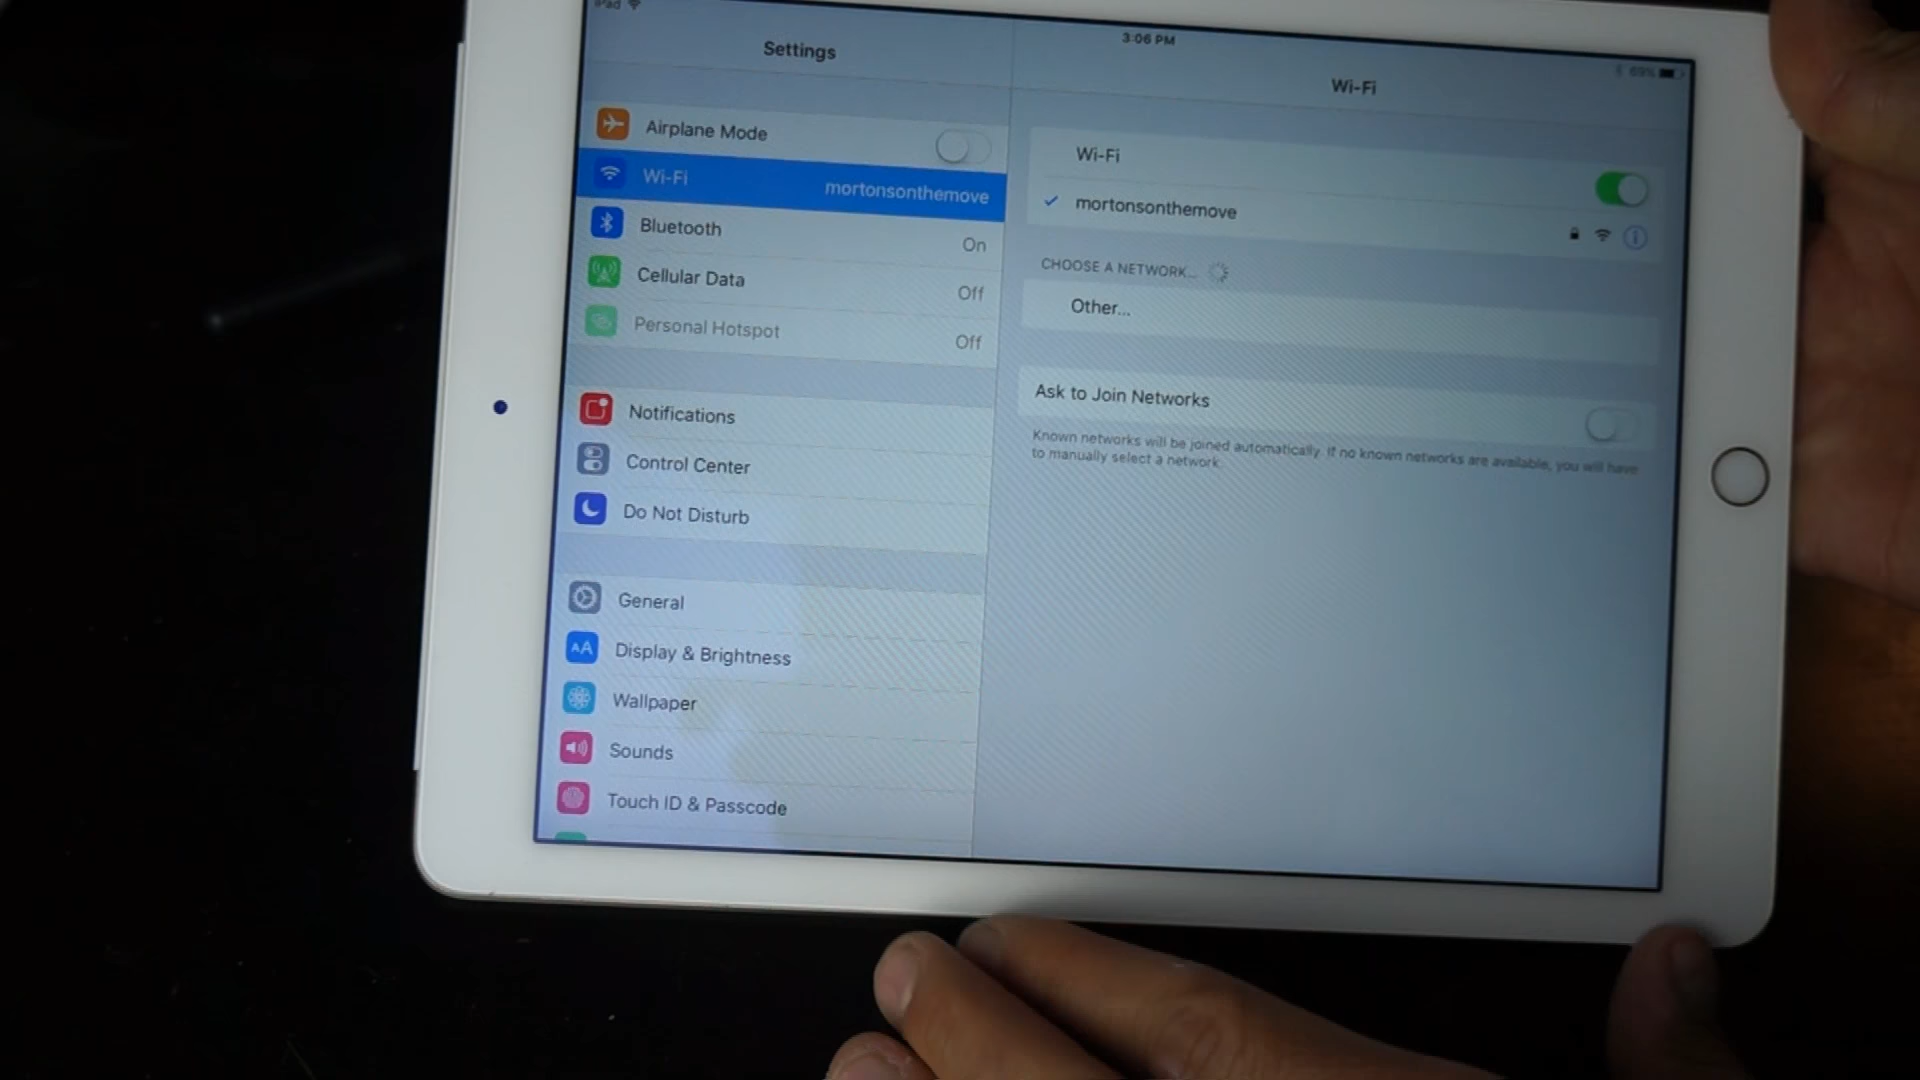 iPad
3:06 PM
69%
Settings
Wi-Fi
Airplane Mode
Wi-Fi mortonsonthemove
Bluetooth On
Cellular Data Off
Personal Hotspot Off
Notifications
Control Center
Do Not Disturb
General
AA Display & Brightness
Wallpaper
Sounds
Touch ID & Passcode
Wi-Fi
mortonsonthemove
CHOOSE A NETWORK...
Other...
Ask to Join Networks
Known networks will be joined automatically. If no known networks are available, you will have
to manually select a network.